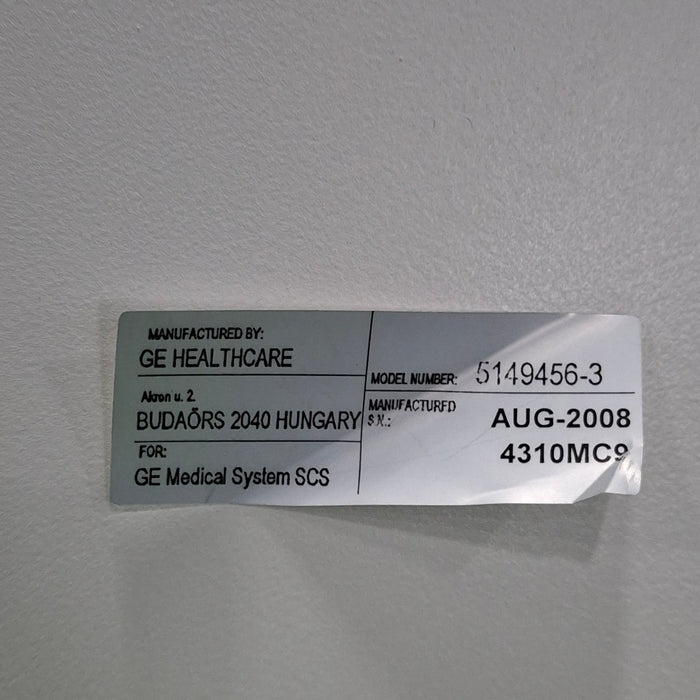 MANUFACTURED BY:
GE HEALTHCARE
Akron u. 2.
BUDAÖRS 2040 HUNGARY
FOR:
GE Medical System SCS
MODEL NUMBER: 5149456-3
MANUFACTURED AUG-2008
S.N.: 4310MC9